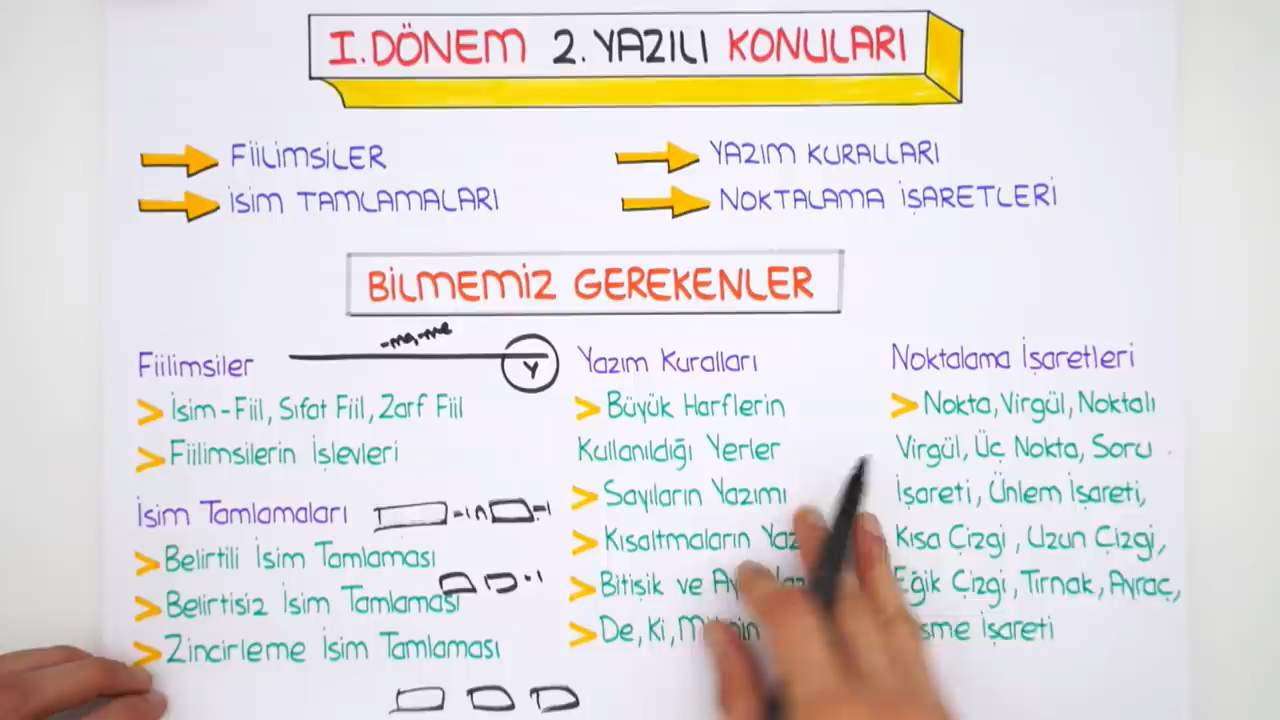 I. DÖNEM 2. YAZILI KONULARI
FİİLİMSİLER
İSİM TAMLAMALARI
YAZIM KURALLARI
NOKTALAMA İŞARETLERİ
BİLMEMİZ GEREKENLER
-ma, -me
Y
Fiilimsiler
İsim-Fiil, Sıfat Fiil, Zarf Fiil
Fiilimsilerin İşlevleri
İsim Tamlamaları
-ın -ı
Belirtili İsim Tamlaması
-ı
Belirtisiz İsim Tamlaması
Zincirleme İsim Tamlaması
Yazım Kuralları
Büyük Harflerin
Kullanıldığı Yerler
Sayıların Yazımı
Kısaltmaların
Bitişik ve
De, Ki,
Noktalama İşaretleri
Nokta, Virgül, Noktalı
Virgül, Üç Nokta, Soru
İşareti, Ünlem İşareti,
Kısa Çizgi, Uzun Çizgi,
Eğik Çizgi, Tırnak, Ayraç,
İşareti